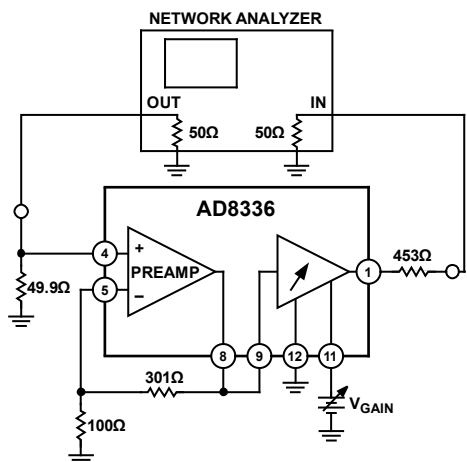 NETWORK ANALYZER
OUT
IN
50Ω
50Ω
AD8336
4
+
PREAMP
5
–
49.9Ω
1
453Ω
8
9
12
11
301Ω
100Ω
VGAIN